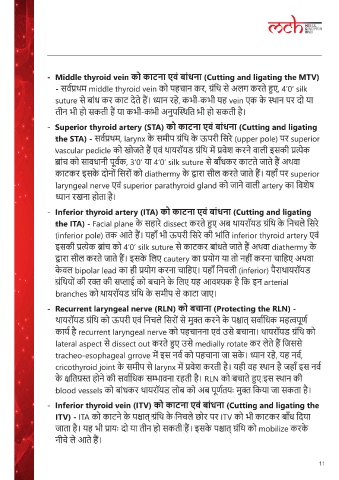 mch
- Middle thyroid vein को काटना एवं बांधना (Cutting and ligating the MTV)
- सर्वप्रथम middle thyroid vein को पहचान कर, ग्रंथि से अलग करते हुए, 4'0' silk
suture से बांध कर काट देते हैं। ध्यान रहे, कभी-कभी यह vein एक के स्थान पर दो या
तीन भी हो सकती हैं या कभी-कभी अनुपस्थिति भी हो सकती है।
- Superior thyroid artery (STA) को काटना एवं बांधना (Cutting and ligating
the STA) - सर्वप्रथम, larynx के समीप ग्रंथि के ऊपरी सिरे (upper pole) पर superior
vascular pedicle को खोजते हैं एवं थायरॉयड ग्रंथि में प्रवेश करने वाली इसकी प्रत्येक
ब्रांच को सावधानी पूर्वक, 3'0' या 4'0' silk suture से बाँधकर काटते जाते हैं अथवा
काटकर इसके दोनों सिरों को diathermy के द्वारा सील करते जाते हैं। यहाँ पर superior
laryngeal nerve एवं superior parathyroid gland को जाने वाली artery का विशेष
ध्यान रखना होता है।
- Inferior thyroid artery (ITA) को काटना एवं बांधना (Cutting and ligating
the ITA) - Facial plane के सहारे dissect करते हुए अब थायरॉयड ग्रंथि के निचले सिरे
(inferior pole) तक आते हैं। यहाँ भी ऊपरी सिरे की भांति inferior thyroid artery एवं
इसकी प्रत्येक ब्रांच को 4'0' silk suture से काटकर बांधते जाते हैं अथवा diathermy के
द्वारा सील करते जाते हैं। इसके लिए cautery का प्रयोग या तो नहीं करना चाहिए अथवा
केवल bipolar lead का ही प्रयोग करना चाहिए। यहाँ निचली (inferior) पैराथायरॉयड
ग्रंथियों की रक्त की सप्लाई को बचाने के लिए यह आवश्यक है कि इन arterial
branches को थायरॉयड ग्रंथि के समीप से काटा जाए।
- Recurrent laryngeal nerve (RLN) को बचाना (Protecting the RLN) -
थायरॉयड ग्रंथि को ऊपरी एवं निचले सिरों से मुक्त करने के पश्चात् सर्वाधिक महत्वपूर्ण
कार्य है recurrent laryngeal nerve को पहचानना एवं उसे बचाना। थायरॉयड ग्रंथि को
lateral aspect से dissect out करते हुए उसे medially rotate कर लेते हैं जिससे
tracheo-osophageal grrove में इस नर्व को पहचाना जा सके। ध्यान रहे, यह नर्व,
cricothyroid joint के समीप से larynx में प्रवेश करती है। यही वह स्थान है जहाँ इस नर्व
के क्षतिग्रस्त होने की सर्वाधिक सम्भावना रहती है। RLN को बचाते हुए इस स्थान की
blood vessels को बांधकर थायरॉयड लोब को अब पूर्णतयः मुक्त किया जा सकता है।
- Inferior thyroid vein (ITV) को काटना एवं बांधना (Cutting and ligating the
ITV) - ITA को काटने के पश्चात् ग्रंथि के निचले छोर पर ITV को भी काटकर बाँध दिया
जाता है। यह भी प्रायः दो या तीन हो सकती हैं। इसके पश्चात् ग्रंथि को mobilize करके
नीचे ले आते हैं।
11